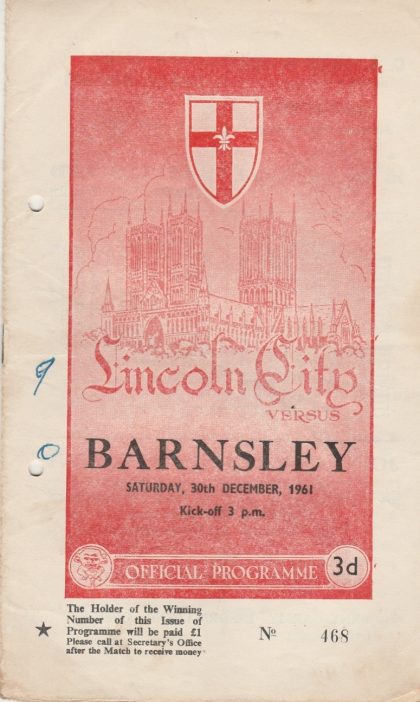 Lincoln City
VERSUS
BARNSLEY
SATURDAY, 30th DECEMBER, 1961
Kick-off 3 p.m.
9
0
OFFICIAL PROGRAMME
3d
The Holder of the Winning
Number of this Issue of
★ Programme will be paid £1
Please call at Secretary's Office
after the Match to receive money
Nº 468